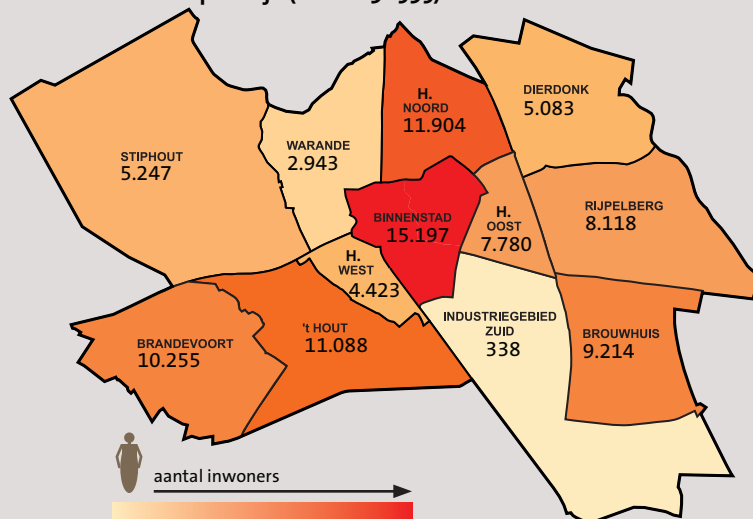 DIERDONK
5.083
H.
NOORD
11.904
STIPHOUT
5.247
WARANDE
2.943
BINNENSTAD
15.197
H.
OOST
7.780
RIJPELBERG
8.118
H.
WEST
4.423
BRANDEVOORT
10.255
't HOUT
11.088
INDUSTRIEGEBIED
ZUID
338
BROUWHUIS
9.214
aantal inwoners